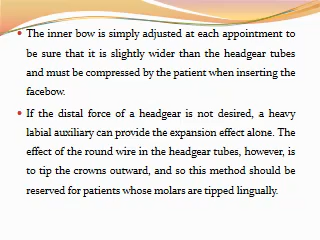 • The inner bow is simply adjusted at each appointment to
be sure that it is slightly wider than the headgear tubes
and must be compressed by the patient when inserting the
facebow.
• If the distal force of a headgear is not desired, a heavy
labial auxiliary can provide the expansion effect alone. The
effect of the round wire in the headgear tubes, however, is
to tip the crowns outward, and so this method should be
reserved for patients whose molars are tipped lingually.